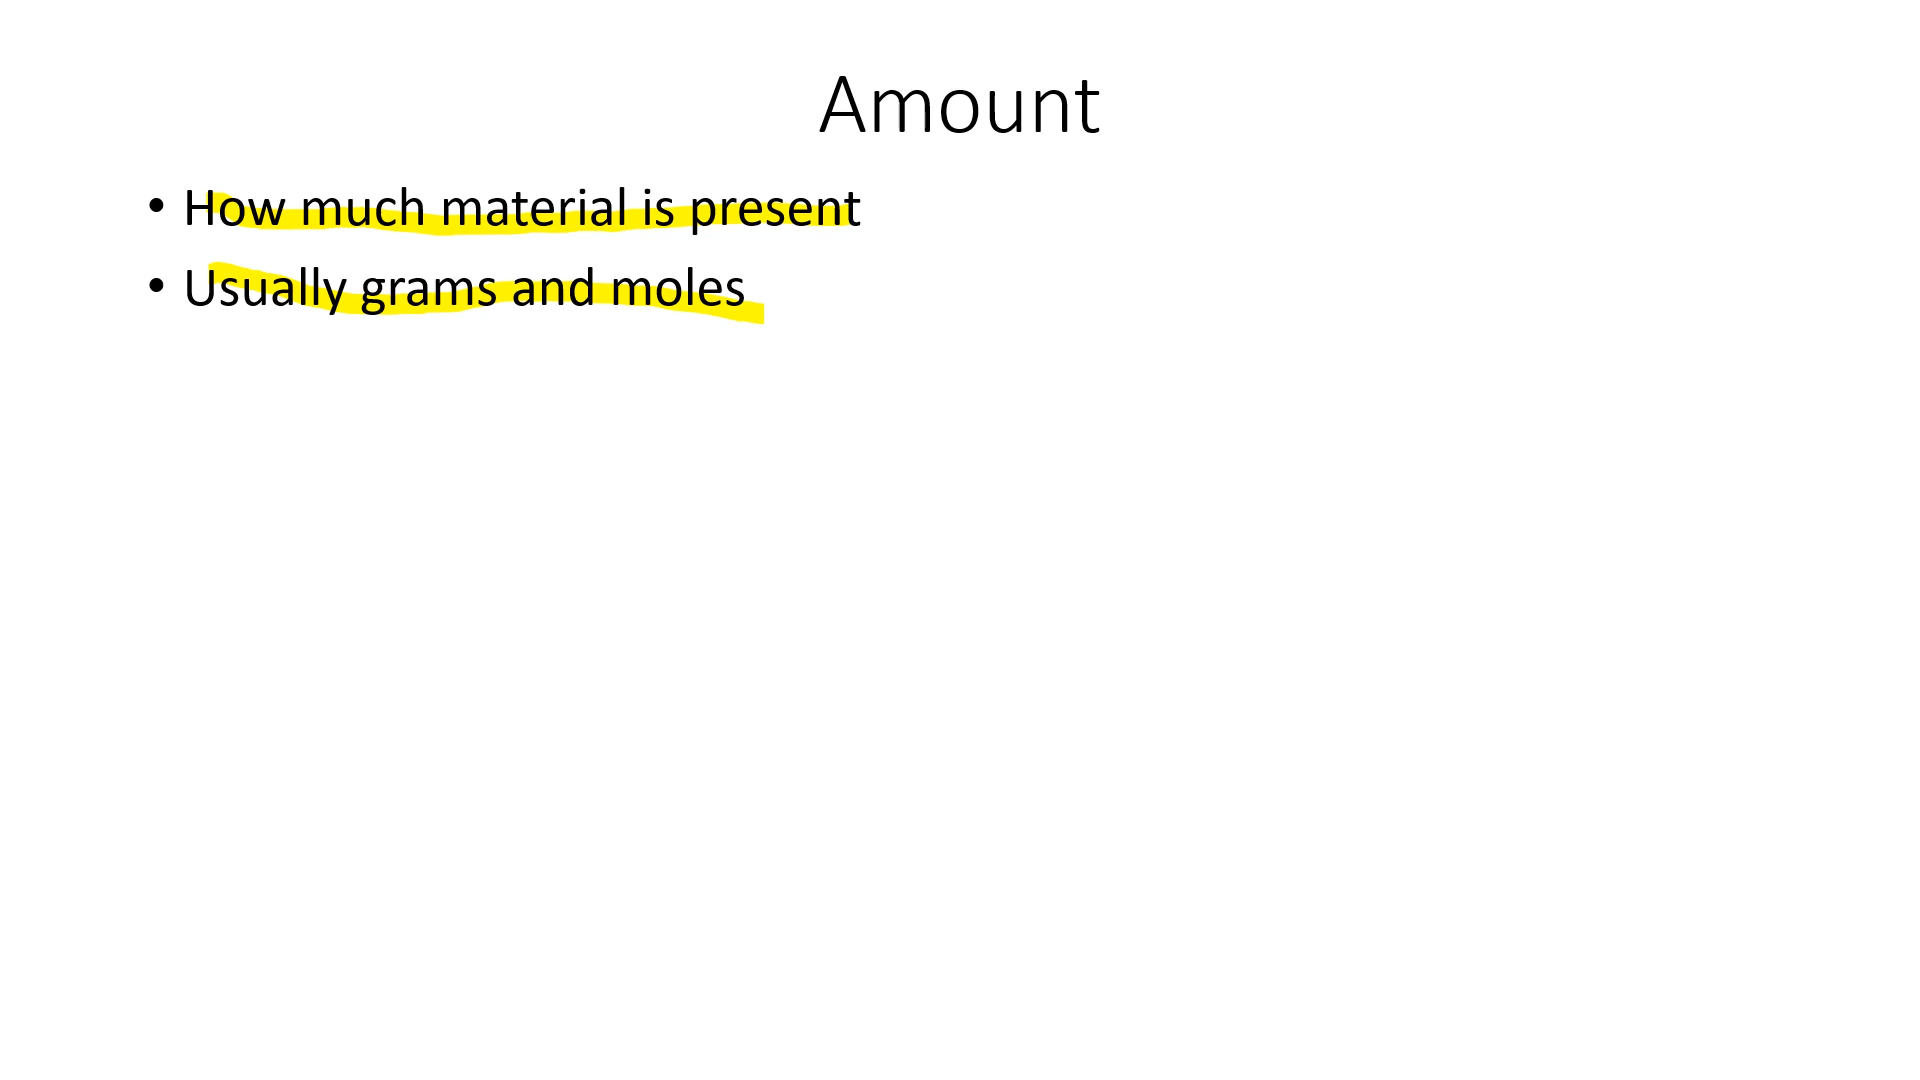 Amount
• How much material is present
• Usually grams and moles